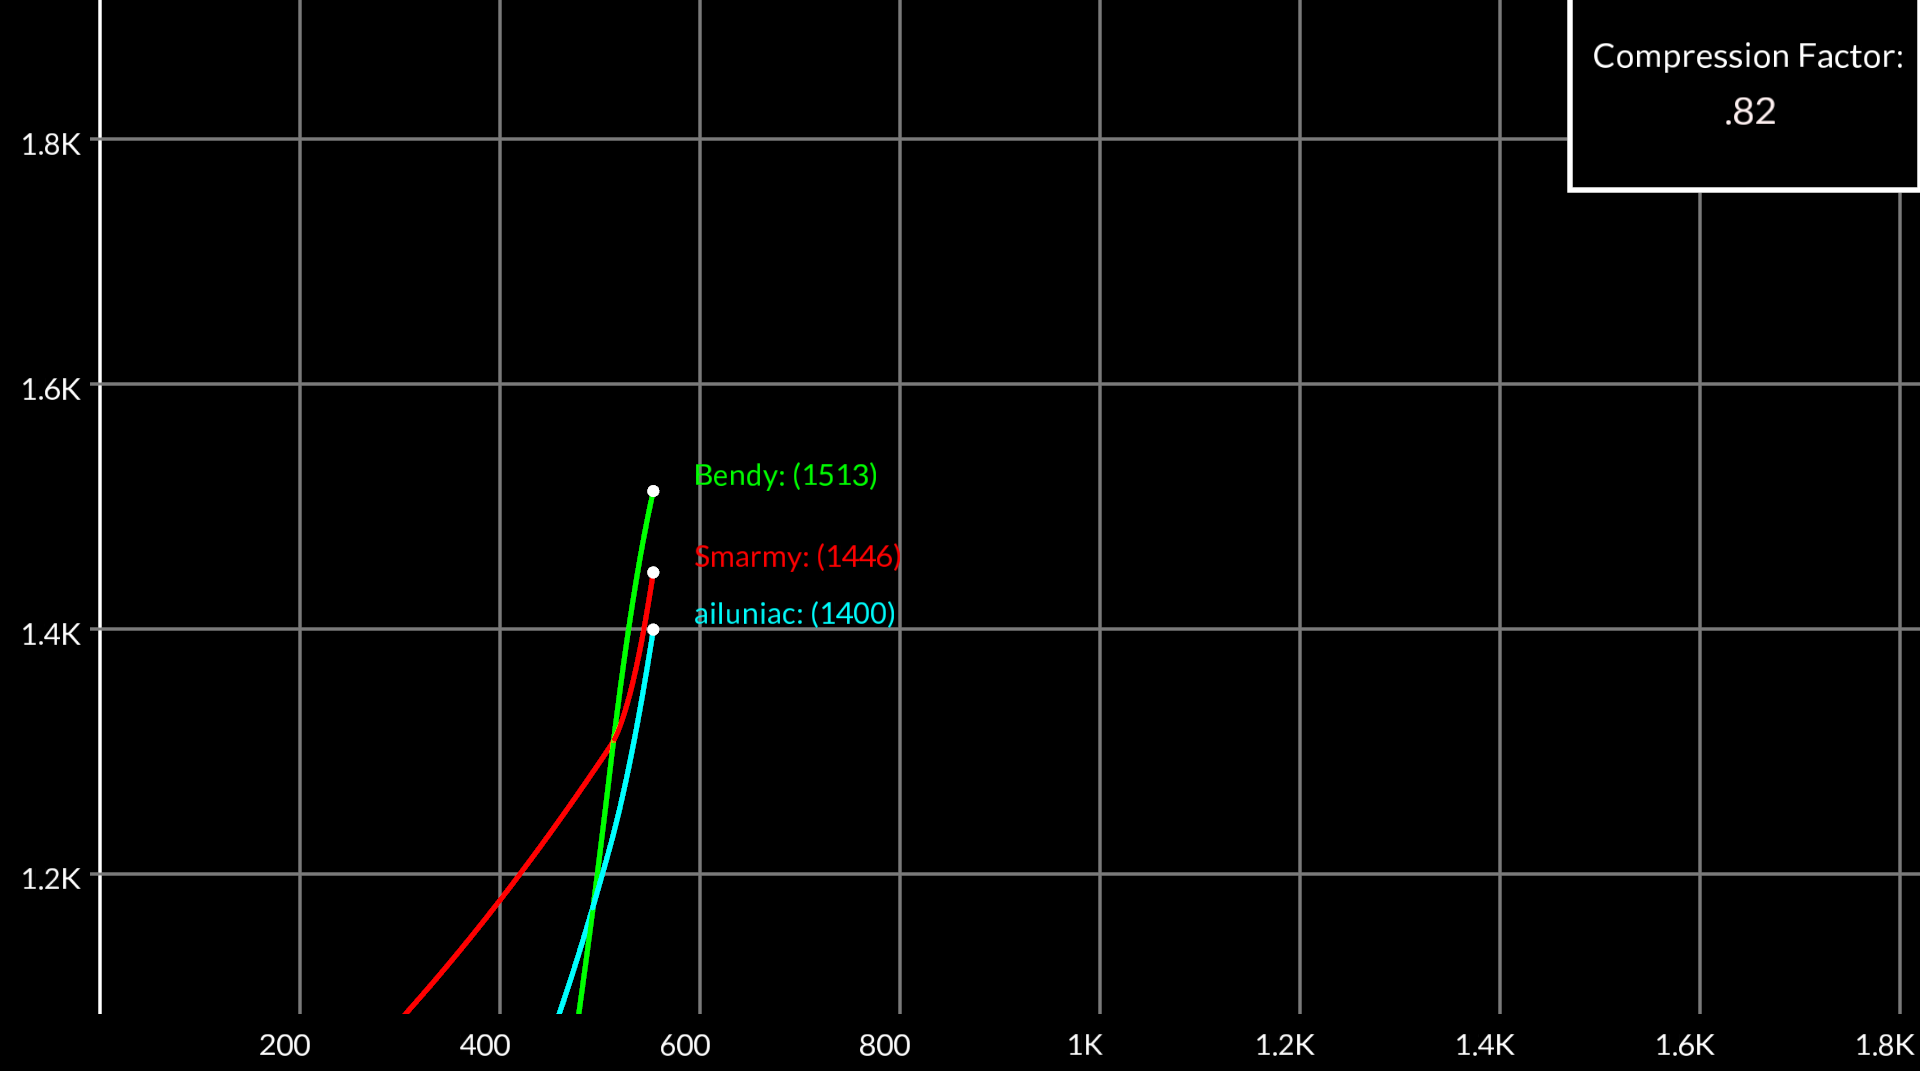 Compression Factor:
.82
1.8K
1.6K
Bendy: (1513)
Smarmy: (1446)
ailuniac: (1400)
1.4K
1.2K
200 400 600 800 1K 1.2K 1.4K 1.6K 1.8K